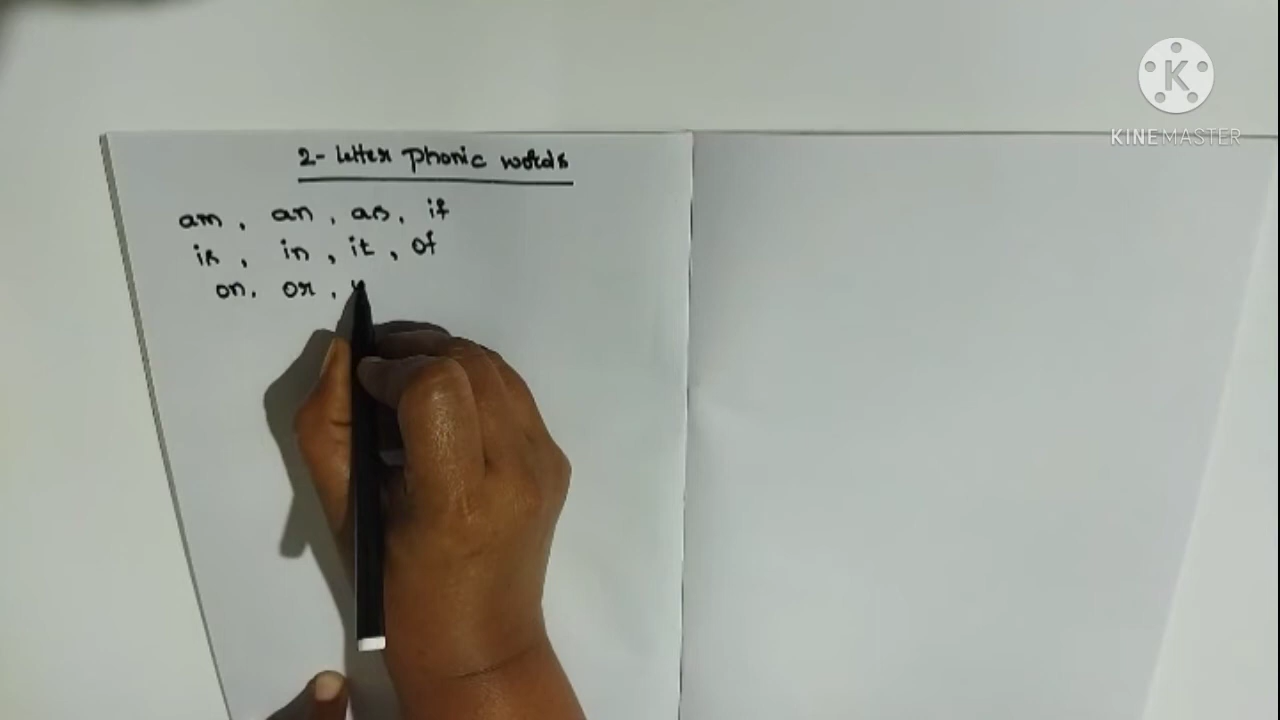 2- Letter Phonic words
am, an, as, if
is, in, it, of
on, or,
KINEMASTER